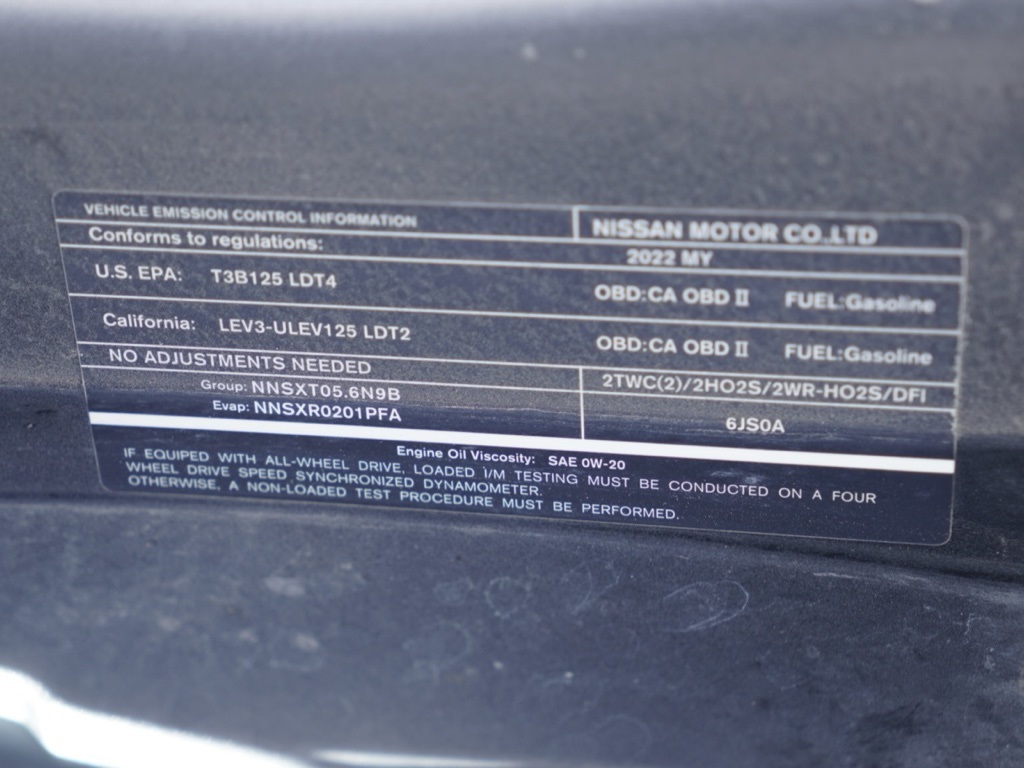 VEHICLE EMISSION CONTROL INFORMATION
NISSAN MOTOR CO.,LTD
Conforms to regulations:
2022 MY
U.S. EPA: T3B125 LDT4 OBD:CA OBD II FUEL:Gasoline
California: LEV3-ULEV125 LDT2 OBD:CA OBD II FUEL:Gasoline
NO ADJUSTMENTS NEEDED
2TWC(2)/2HO2S/2WR-HO2S/DFI
Group: NNSXT05.6N9B
Evap: NNSXR0201PFA
6JS0A
Engine Oil Viscosity: SAE 0W-20
IF EQUIPED WITH ALL-WHEEL DRIVE, LOADED I/M TESTING MUST BE CONDUCTED ON A FOUR
WHEEL DRIVE SPEED SYNCHRONIZED DYNAMOMETER.
OTHERWISE, A NON-LOADED TEST PROCEDURE MUST BE PERFORMED.